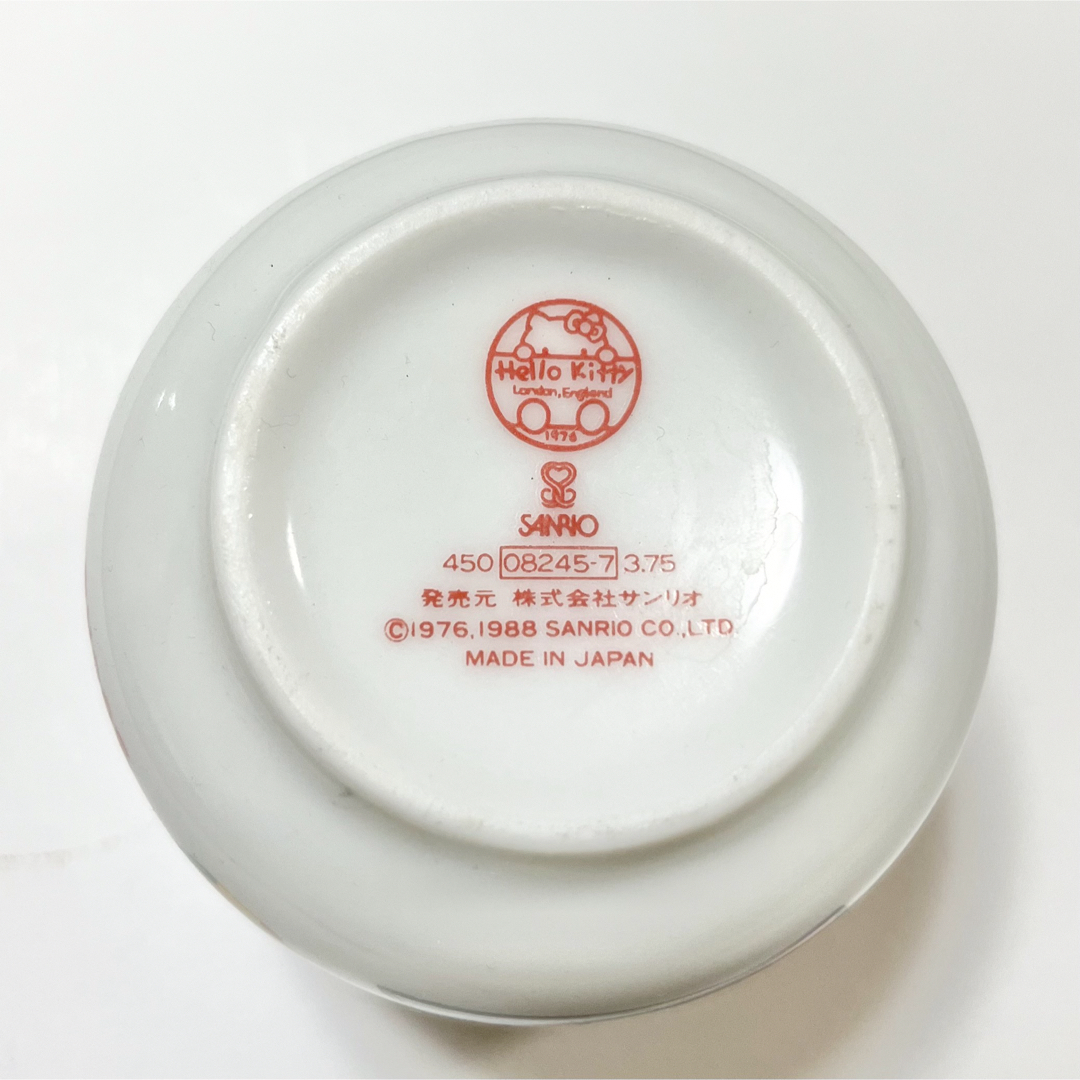 Hello Kitty
London, England
1976
SANRIO
450 08245-7 3.75
発売元 株式会社サンリオ
©1976,1988 SANRIO CO.,LTD.
MADE IN JAPAN